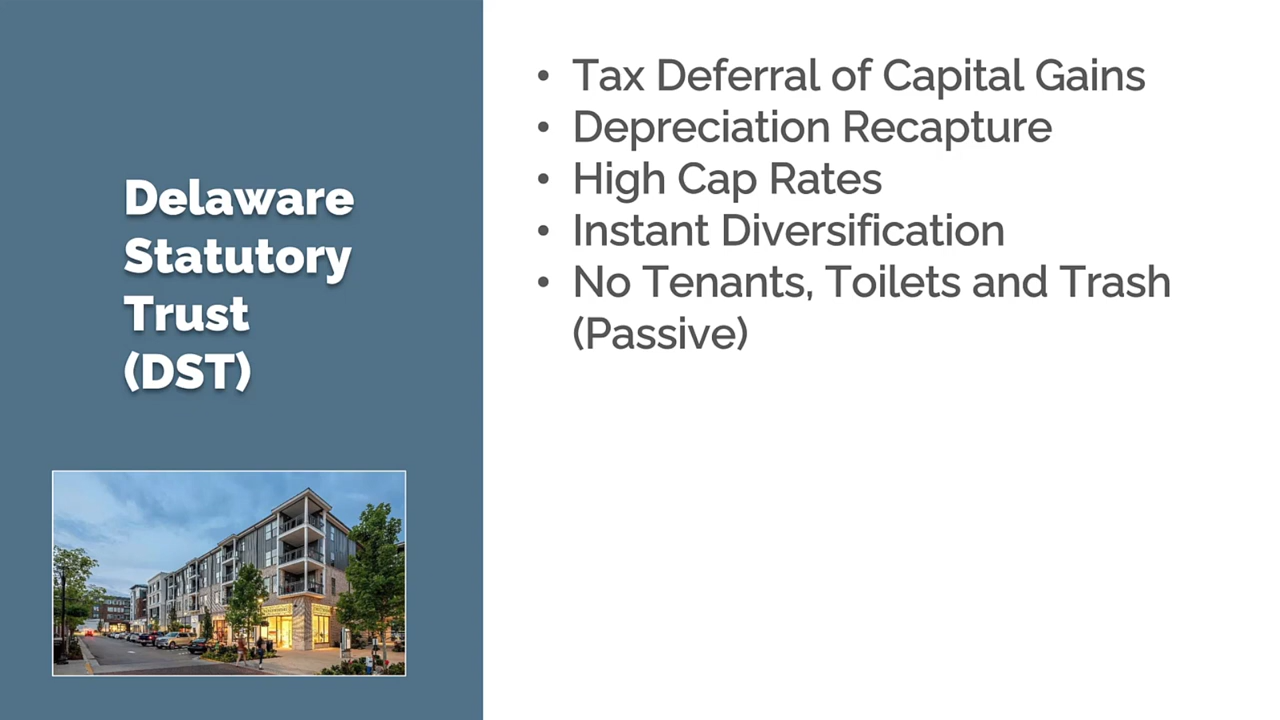 Delaware
Statutory
Trust
(DST)
• Tax Deferral of Capital Gains
• Depreciation Recapture
• High Cap Rates
• Instant Diversification
• No Tenants, Toilets and Trash
(Passive)